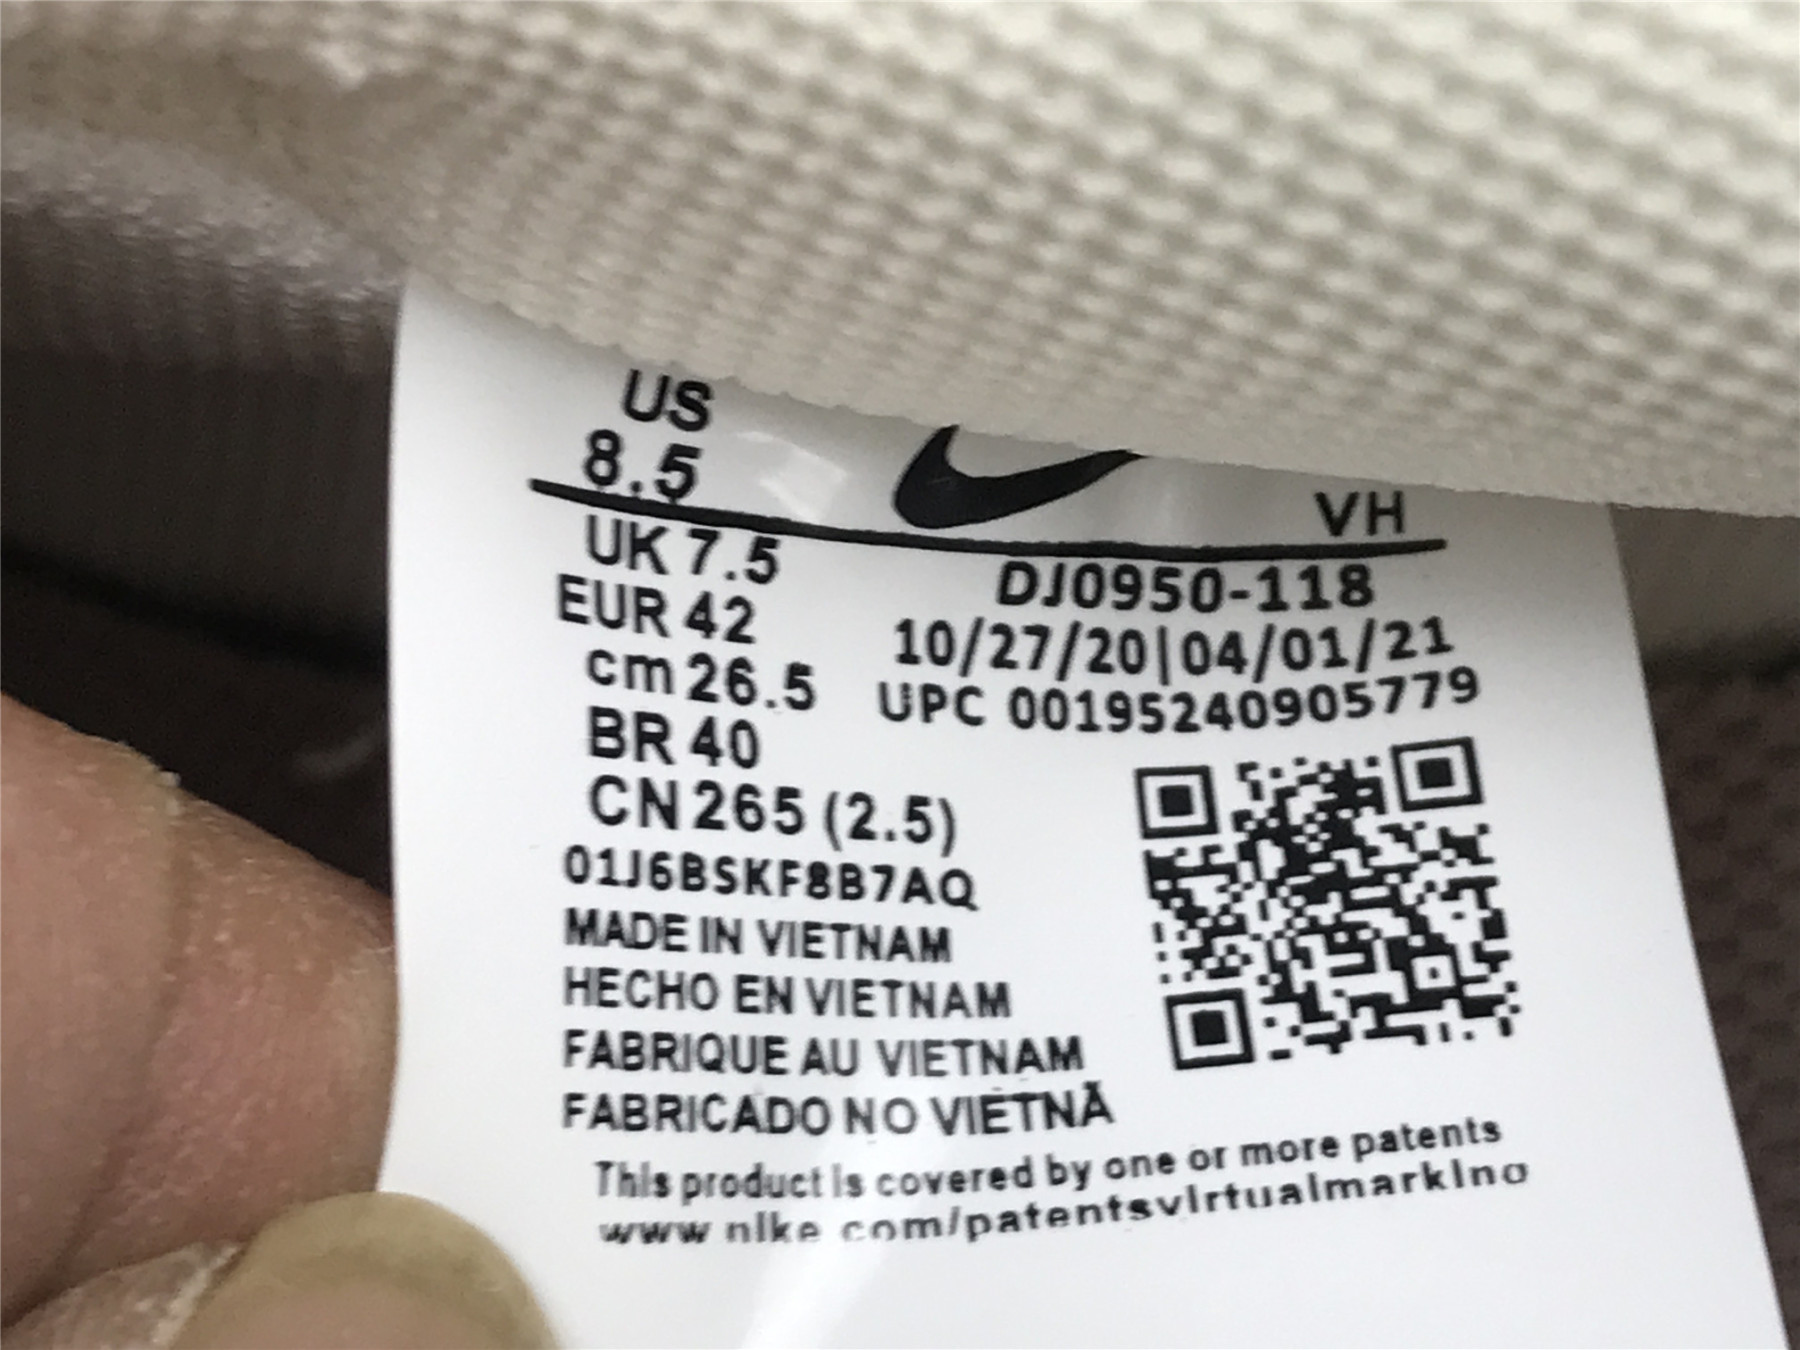 US
8.5
VH
UK 7.5
EUR 42
cm 26.5
BR 40
CN 265 (2.5)
DJ0950-118
10/27/20|04/01/21
UPC 00195240905779
01J6BSKF8B7AQ
MADE IN VIETNAM
HECHO EN VIETNAM
FABRIQUE AU VIETNAM
FABRICADO NO VIETNÃ
This product is covered by one or more patents
www nike com/patentsvirtualmarking